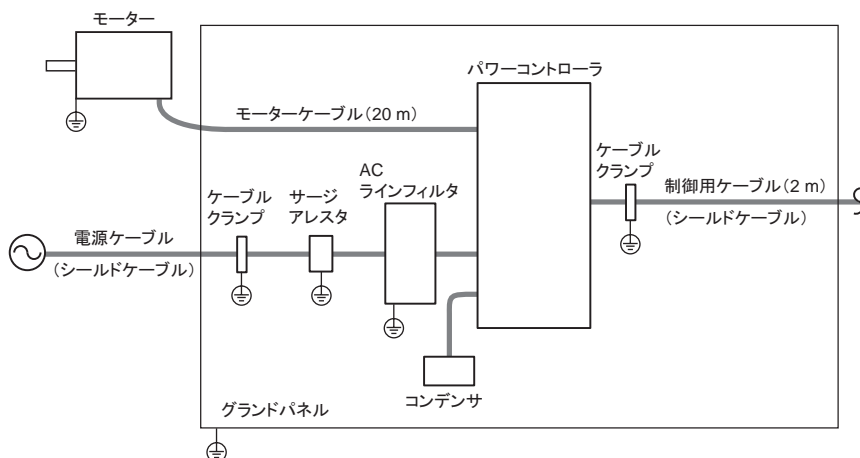 モーター
パワーコントローラ
モーターケーブル（20 m）
AC
ラインフィルタ
ケーブル
クランプ
制御用ケーブル（2 m）
（シールドケーブル）
ケーブル
クランプ
サージ
アレスタ
電源ケーブル
（シールドケーブル）
コンデンサ
グランドパネル